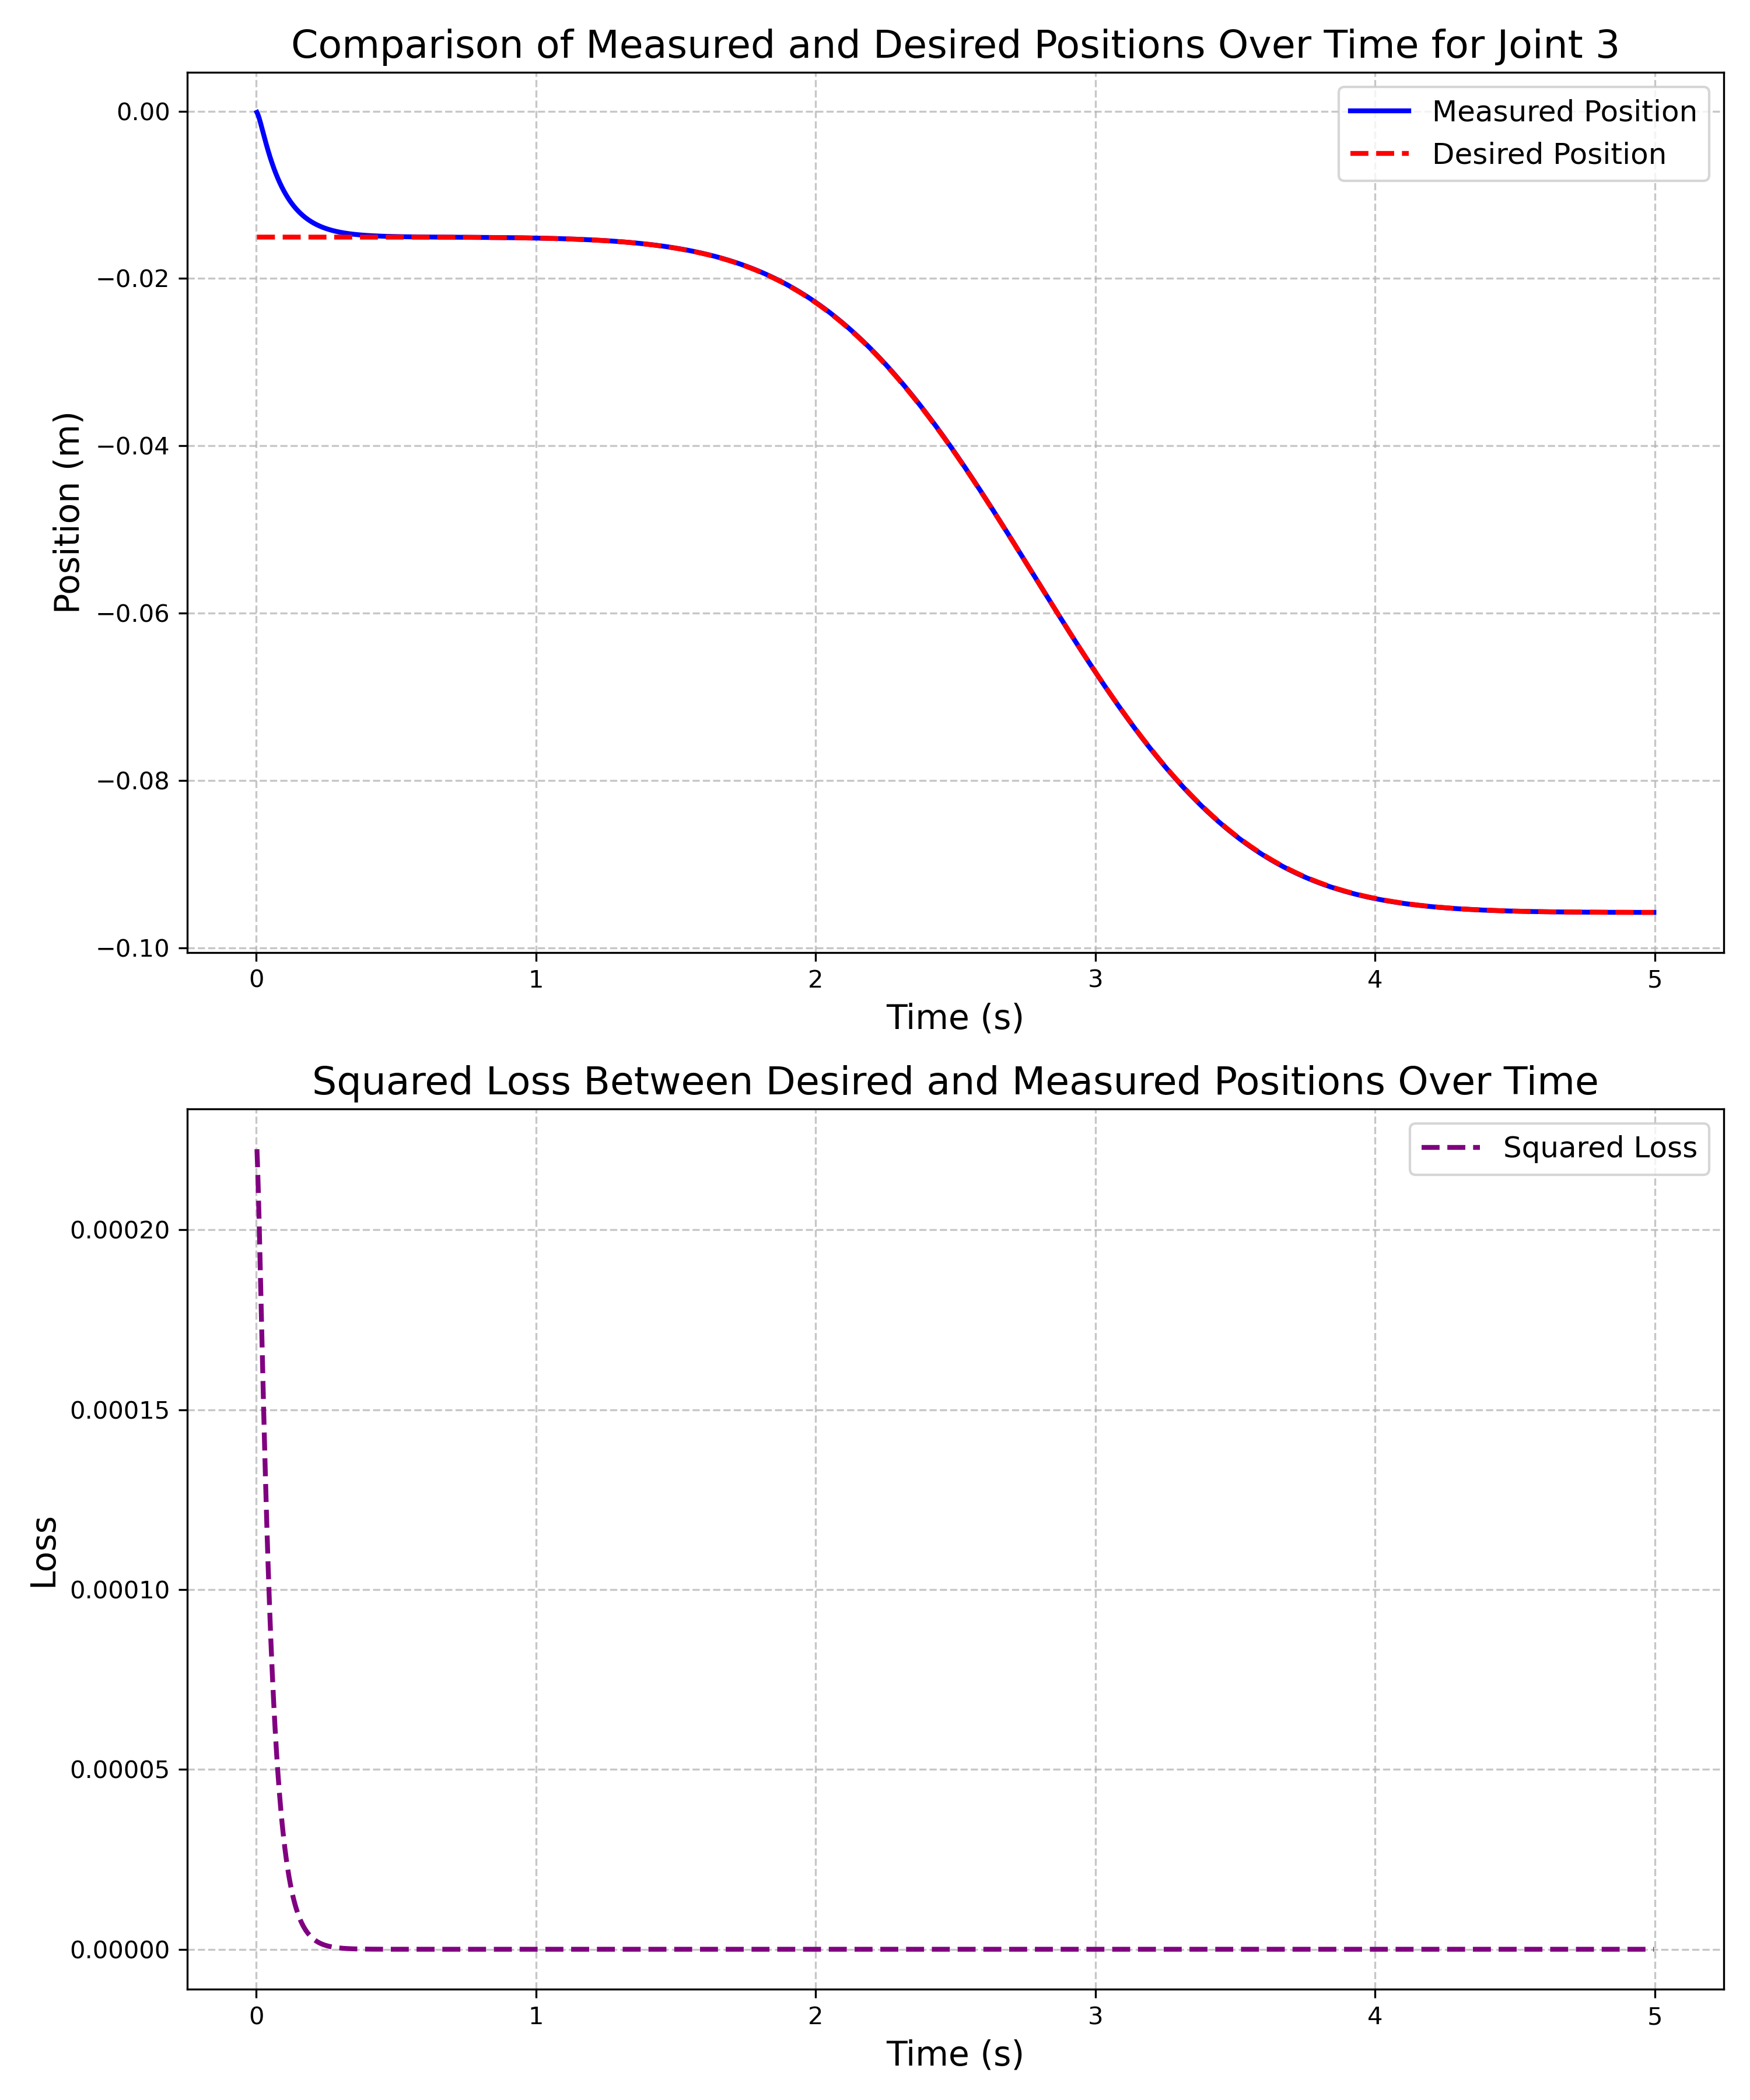 Comparison of Measured and Desired Positions Over Time for Joint 3
Measured Position
Desired Position
Position (m)
0.00
−0.02
−0.04
−0.06
−0.08
−0.10
0 1 2 3 4 5
Time (s)
Squared Loss Between Desired and Measured Positions Over Time
Squared Loss
Loss
0.00020
0.00015
0.00010
0.00005
0.00000
0 1 2 3 4 5
Time (s)